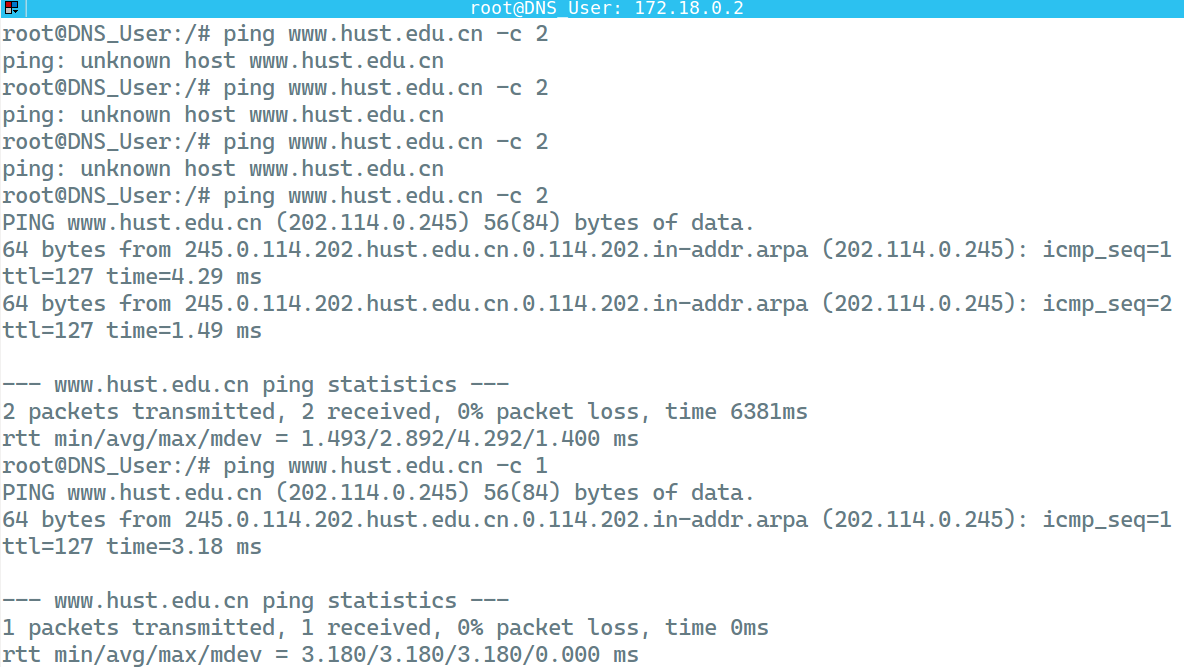 root@DNS_User: 172.18.0.2
root@DNS_User:/# ping www.hust.edu.cn -c 2
ping: unknown host www.hust.edu.cn
root@DNS_User:/# ping www.hust.edu.cn -c 2
ping: unknown host www.hust.edu.cn
root@DNS_User:/# ping www.hust.edu.cn -c 2
ping: unknown host www.hust.edu.cn
root@DNS_User:/# ping www.hust.edu.cn -c 2
PING www.hust.edu.cn (202.114.0.245) 56(84) bytes of data.
64 bytes from 245.0.114.202.hust.edu.cn.0.114.202.in-addr.arpa (202.114.0.245): icmp_seq=1
ttl=127 time=4.29 ms
64 bytes from 245.0.114.202.hust.edu.cn.0.114.202.in-addr.arpa (202.114.0.245): icmp_seq=2
ttl=127 time=1.49 ms
--- www.hust.edu.cn ping statistics ---
2 packets transmitted, 2 received, 0% packet loss, time 6381ms
rtt min/avg/max/mdev = 1.493/2.892/4.292/1.400 ms
root@DNS_User:/# ping www.hust.edu.cn -c 1
PING www.hust.edu.cn (202.114.0.245) 56(84) bytes of data.
64 bytes from 245.0.114.202.hust.edu.cn.0.114.202.in-addr.arpa (202.114.0.245): icmp_seq=1
ttl=127 time=3.18 ms
--- www.hust.edu.cn ping statistics ---
1 packets transmitted, 1 received, 0% packet loss, time 0ms
rtt min/avg/max/mdev = 3.180/3.180/3.180/0.000 ms